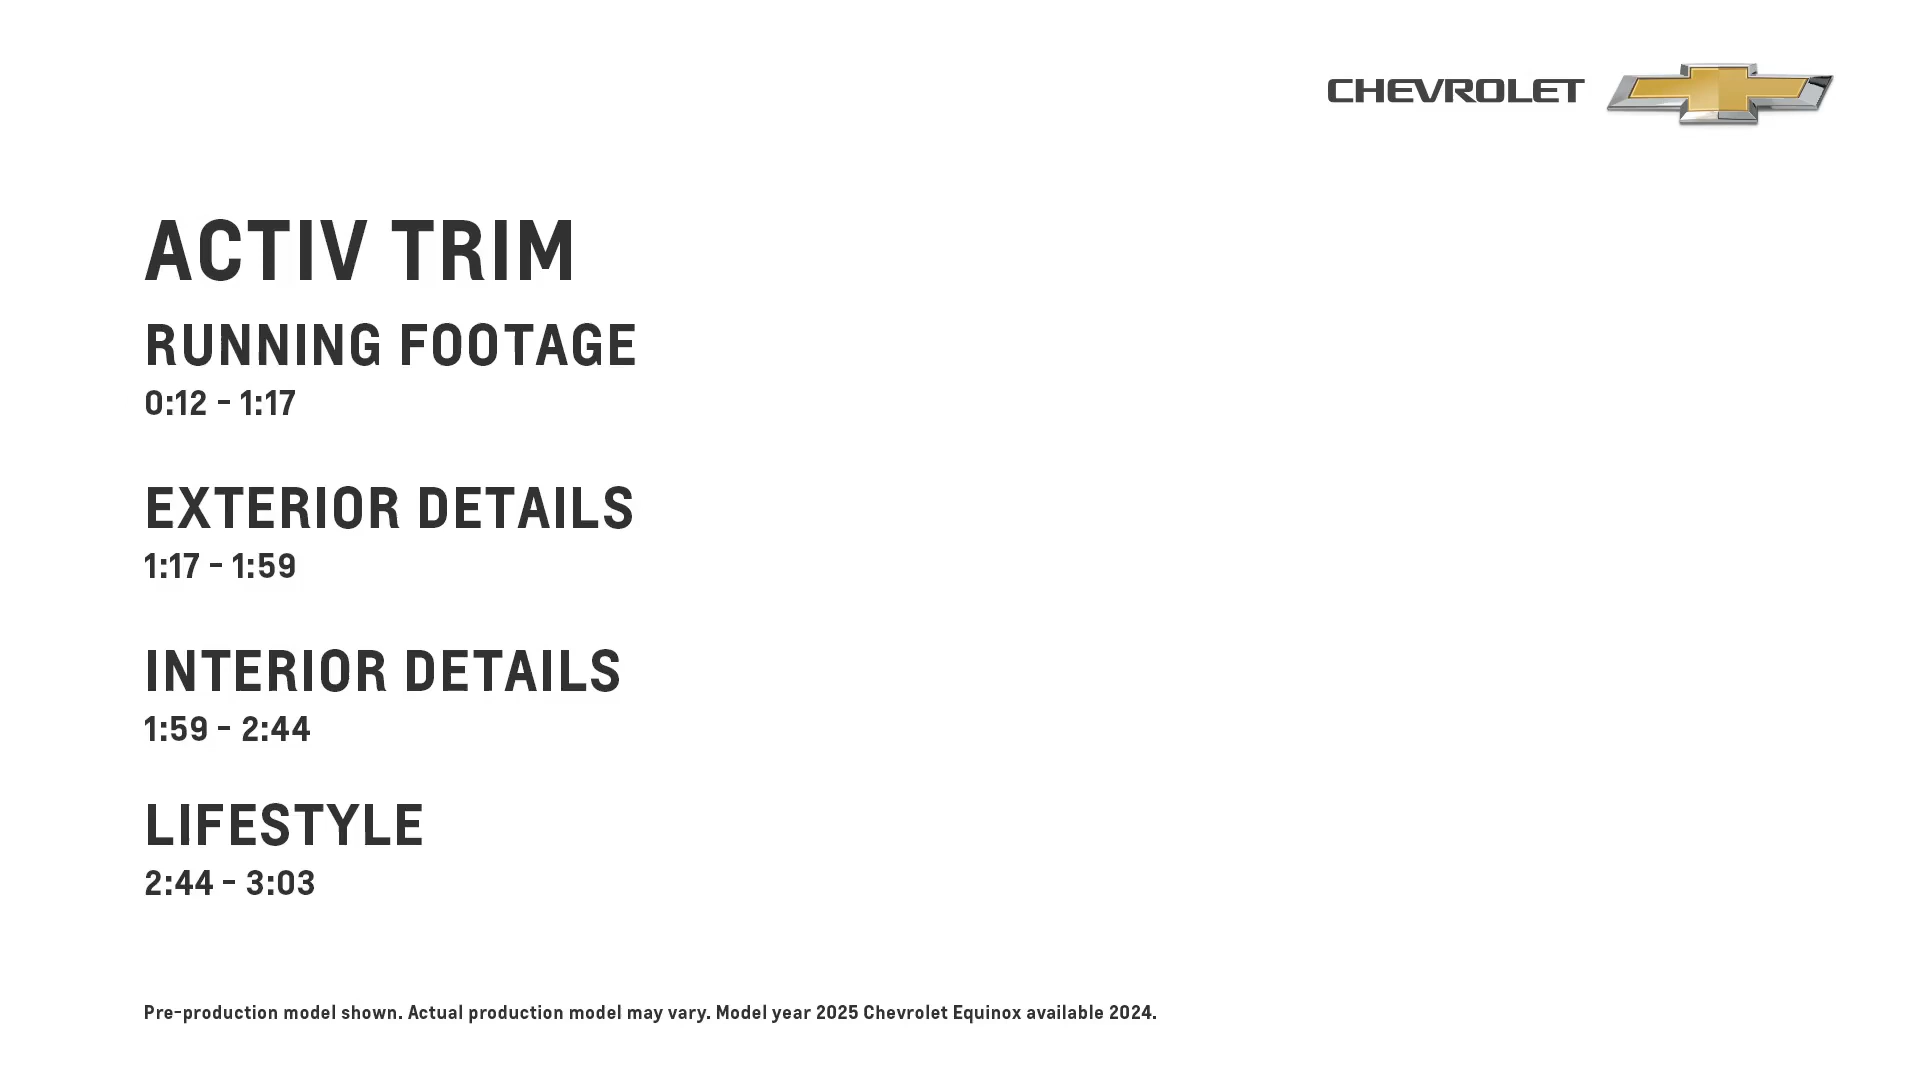 CHEVROLET
ACTIV TRIM
RUNNING FOOTAGE
0:12 - 1:17
EXTERIOR DETAILS
1:17 - 1:59
INTERIOR DETAILS
1:59 - 2:44
LIFESTYLE
2:44 - 3:03
Pre-production model shown. Actual production model may vary. Model year 2025 Chevrolet Equinox available 2024.